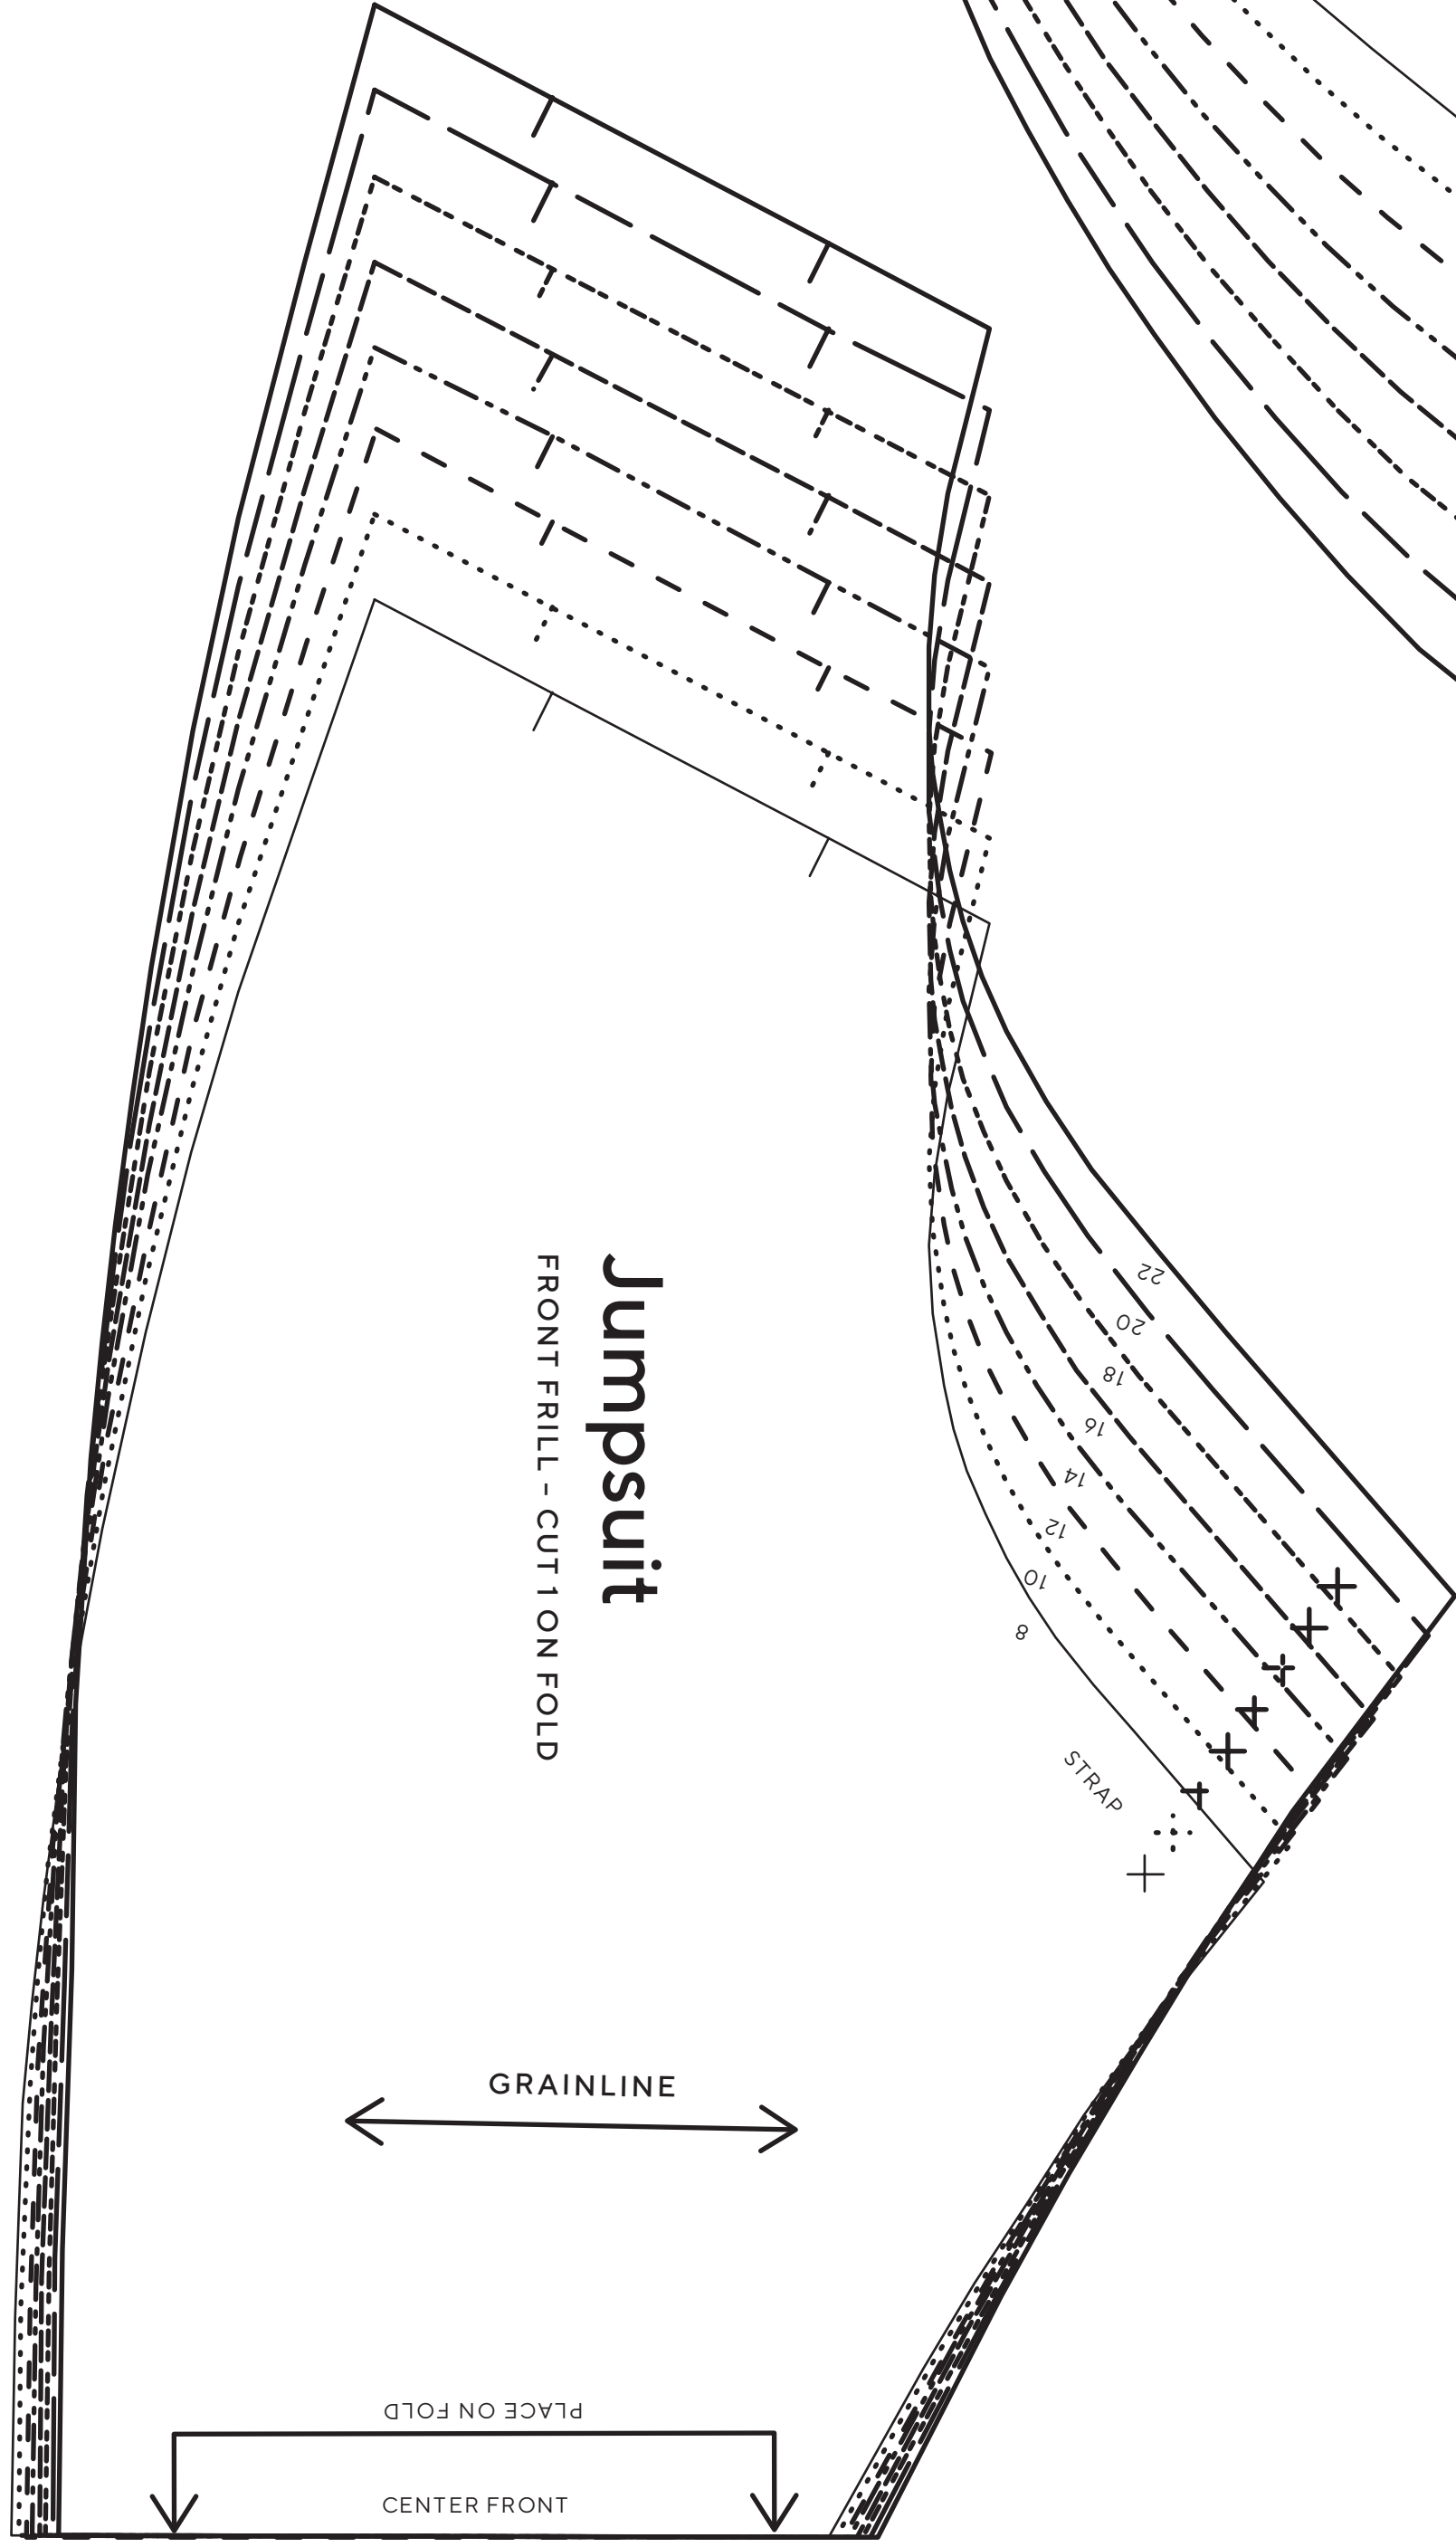 Jumpsuit
FRONT FRILL - CUT 1 ON FOLD
22
20
18
16
14
12
10
8
STRAP
GRAINLINE
PLACE ON FOLD
CENTER FRONT